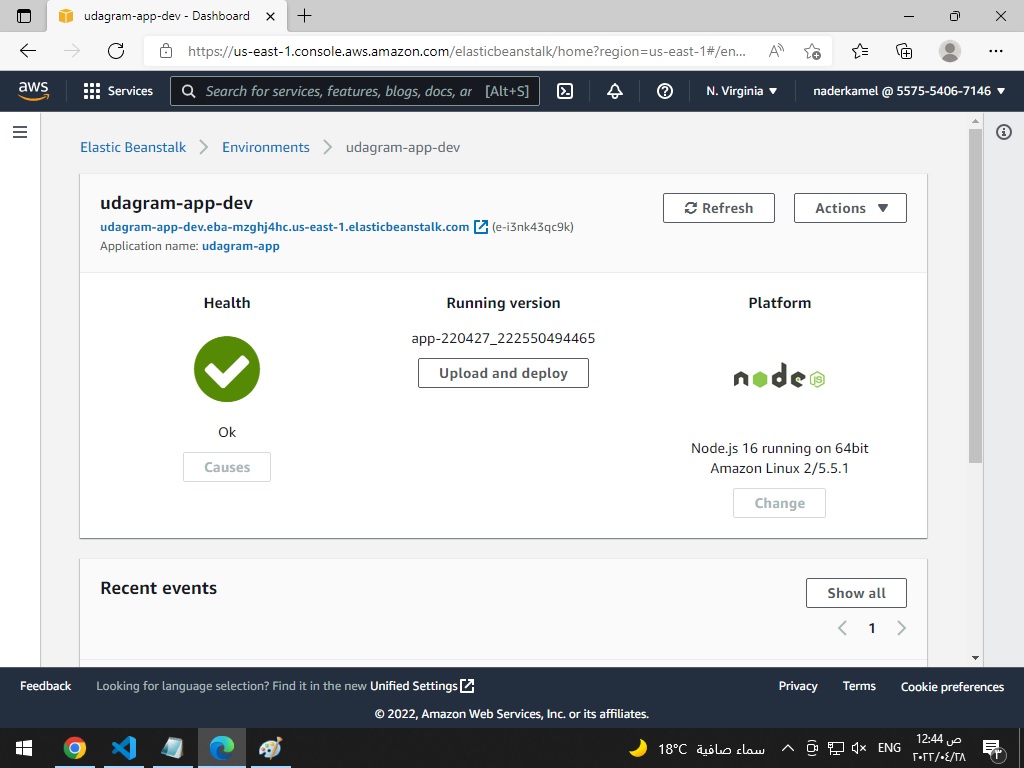 udagram-app-dev - Dashboard
https://us-east-1.console.aws.amazon.com/elasticbeanstalk/home?region=us-east-1#/en...
aws
Services
Search for services, features, blogs, docs, ar [Alt+S]
N. Virginia
naderkamel @ 5575-5406-7146
Elastic Beanstalk
Environments
udagram-app-dev
udagram-app-dev
udagram-app-dev.eba-mzghj4hc.us-east-1.elasticbeanstalk.com (e-i3nk43qc9k)
Application name: udagram-app
Refresh
Actions
Health
Ok
Causes
Running version
app-220427_222550494465
Upload and deploy
Platform
node JS
Node.js 16 running on 64bit
Amazon Linux 2/5.5.1
Change
Recent events
Show all
1
Feedback
Looking for language selection? Find it in the new Unified Settings
Privacy
Terms
Cookie preferences
© 2022, Amazon Web Services, Inc. or its affiliates.
18°C سماء صافية
ENG
12:44 ص
٢٠٢٢/٠٤/٢٨
٣